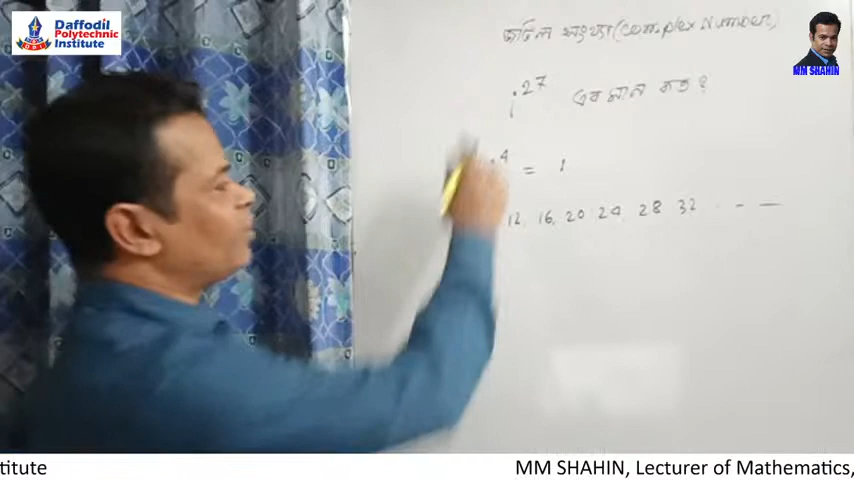 Daffodil
Polytechnic
Institute
জটিল সংখ্যা (complex Number)
MM SHAHIN
i^27 এর মান কত ?
i^4 = 1
12, 16, 20 24, 28 32 . - —
titute
MM SHAHIN, Lecturer of Mathematics,